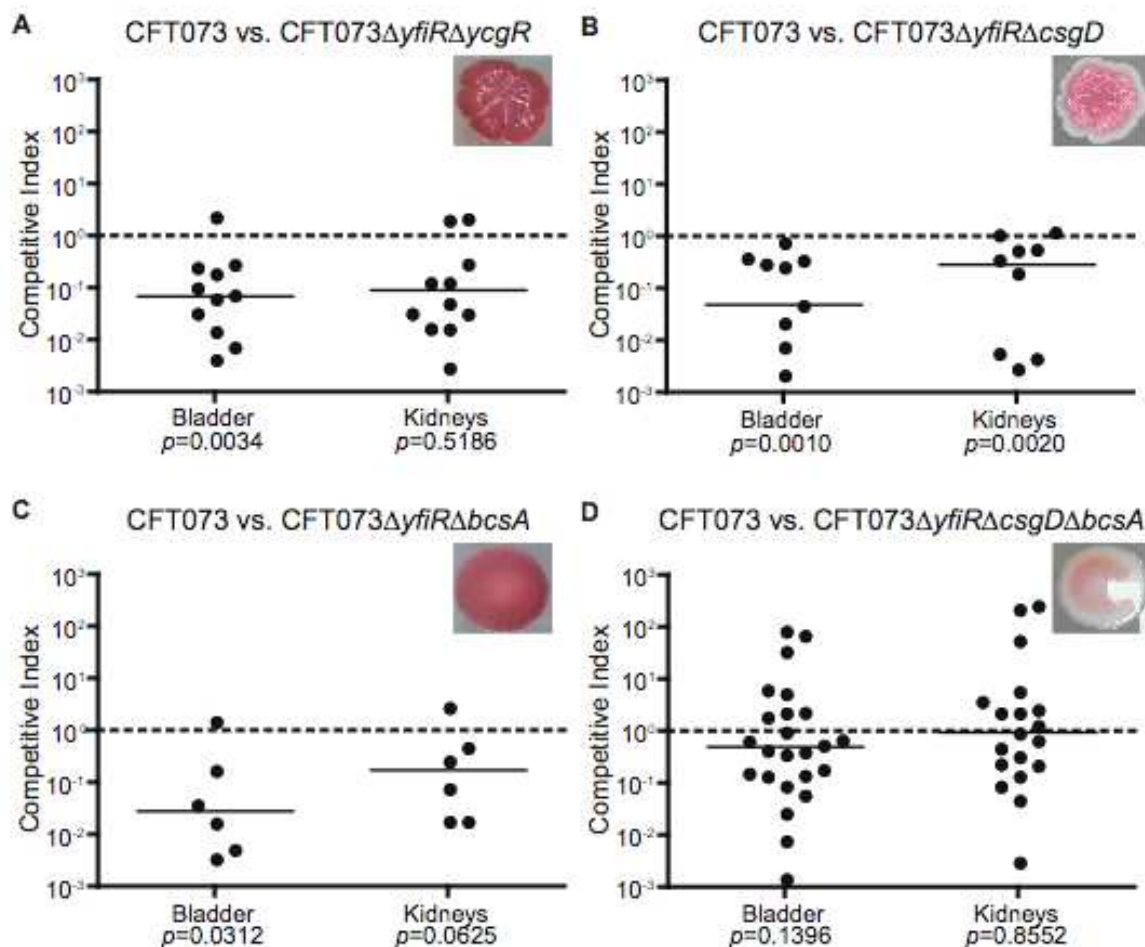 A
CFT073 vs. CFT073ΔyfiRΔycgR
Competitive Index
10³
10²
10¹
10⁰
10⁻¹
10⁻²
10⁻³
Bladder
p=0.0034
Kidneys
p=0.5186
B
CFT073 vs. CFT073ΔyfiRΔcsgD
Competitive Index
10³
10²
10¹
10⁰
10⁻¹
10⁻²
10⁻³
Bladder
p=0.0010
Kidneys
p=0.0020
C
CFT073 vs. CFT073ΔyfiRΔbcsA
Competitive Index
10³
10²
10¹
10⁰
10⁻¹
10⁻²
10⁻³
Bladder
p=0.0312
Kidneys
p=0.0625
D
CFT073 vs. CFT073ΔyfiRΔcsgDΔbcsA
Competitive Index
10³
10²
10¹
10⁰
10⁻¹
10⁻²
10⁻³
Bladder
p=0.1396
Kidneys
p=0.8552